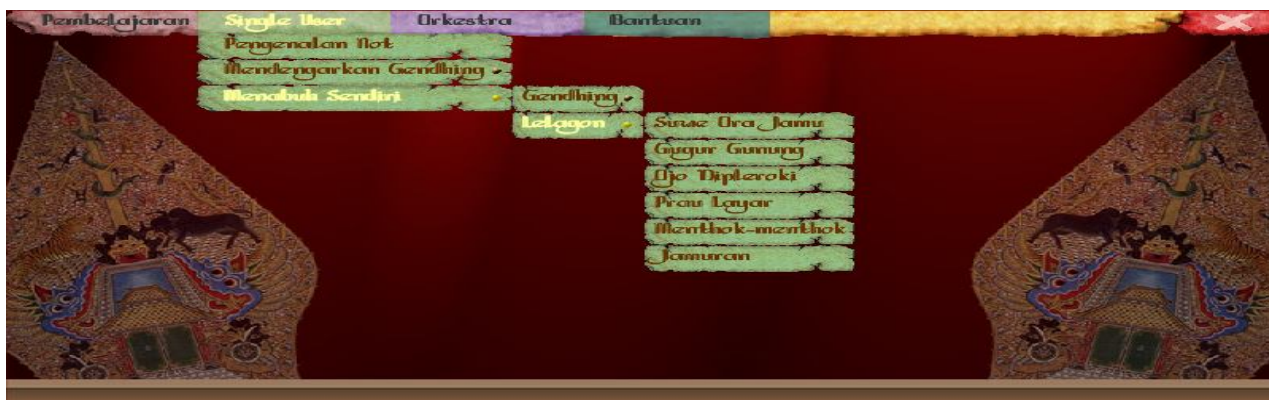 Pembelajaran Single User Orkestra Bantuan
Pengenalan Not
Mendengarkan Gendhing
Menabuh Sendiri Gendhing
Lelagon Suwe Ora Jamu
Gugur Gunung
Ojo Dipleroki
Prau Layar
Menthok-menthok
Jamuran